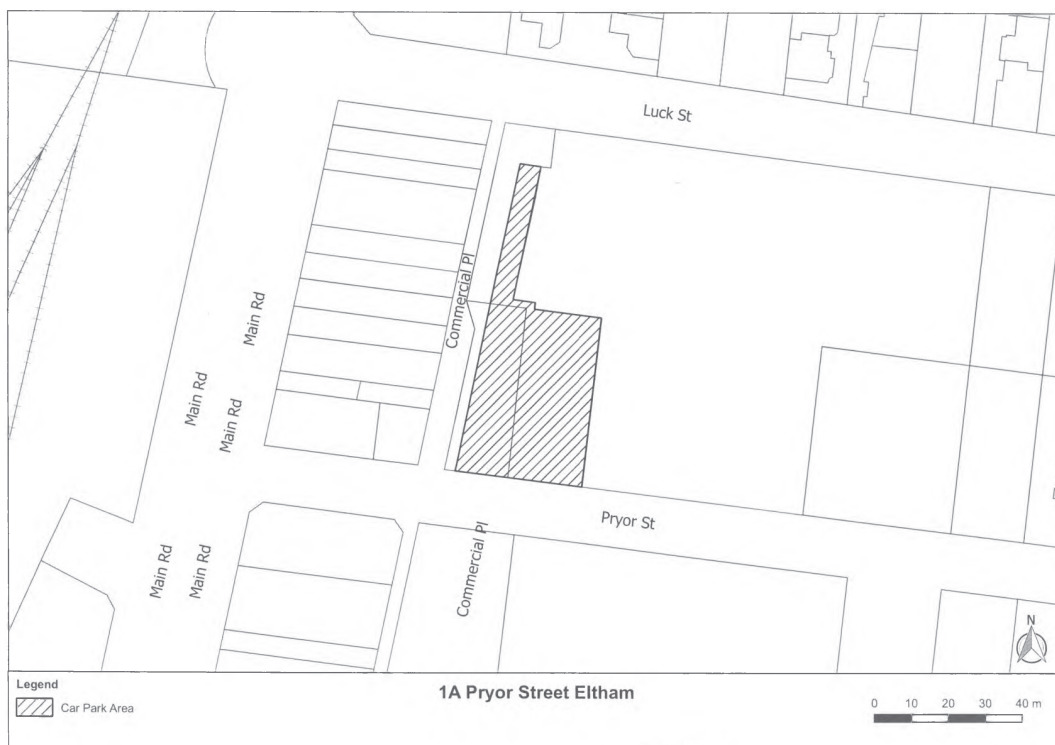 Luck St
Commercial Pl
Main Rd
Main Rd
Main Rd
Pryor St
Main Rd
Main Rd
Commercial Pl
N
Legend
Car Park Area
1A Pryor Street Eltham
0 10 20 30 40 m